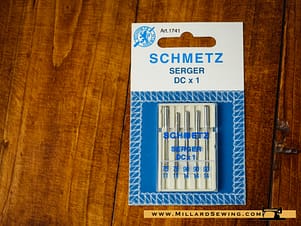 Art.1741
SCHMETZ
SERGER
DC x 1
SCHMETZ
SERGER
DC x 1
www.MillardSewing.com